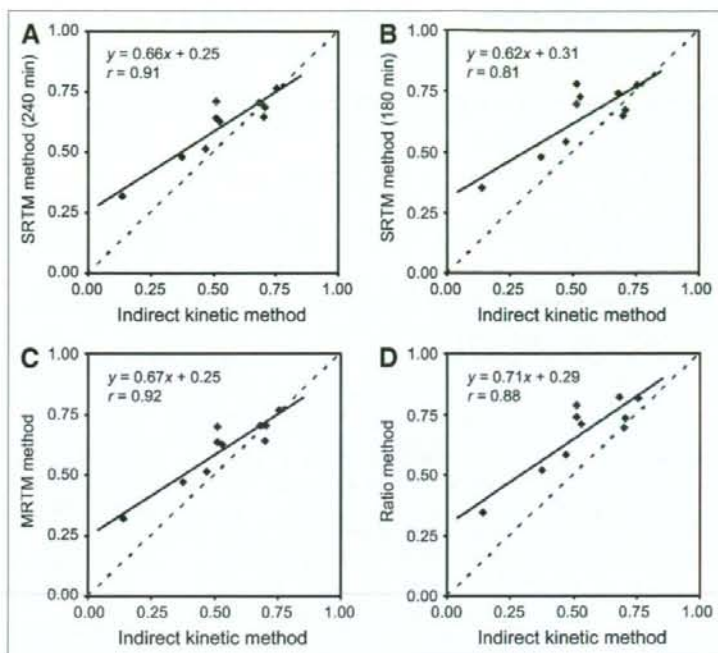 A
y = 0.66x + 0.25
r = 0.91
SRTM method (240 min)
1.00
0.75
0.50
0.25
0.00
0.00 0.25 0.50 0.75 1.00
Indirect kinetic method
B
y = 0.62x + 0.31
r = 0.81
SRTM method (180 min)
1.00
0.75
0.50
0.25
0.00
0.00 0.25 0.50 0.75 1.00
Indirect kinetic method
C
y = 0.67x + 0.25
r = 0.92
MRTM method
1.00
0.75
0.50
0.25
0.00
0.00 0.25 0.50 0.75 1.00
Indirect kinetic method
D
y = 0.71x + 0.29
r = 0.88
Ratio method
1.00
0.75
0.50
0.25
0.00
0.00 0.25 0.50 0.75 1.00
Indirect kinetic method